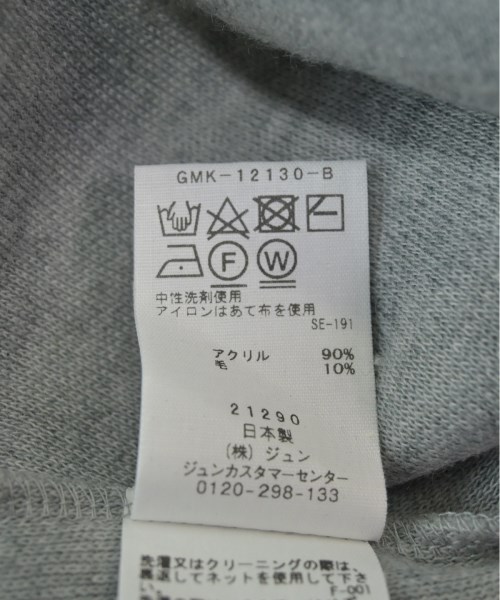 GMK-12130-B
F W
中性洗剤使用
アイロンはあて布を使用
SE-191
アクリル 90%
毛 10%
21290
日本製
(株) ジュン
ジュンカスタマーセンター
0120-298-133
洗濯又はクリーニングの際は、
裏返してネットを使用して下さ
F-001